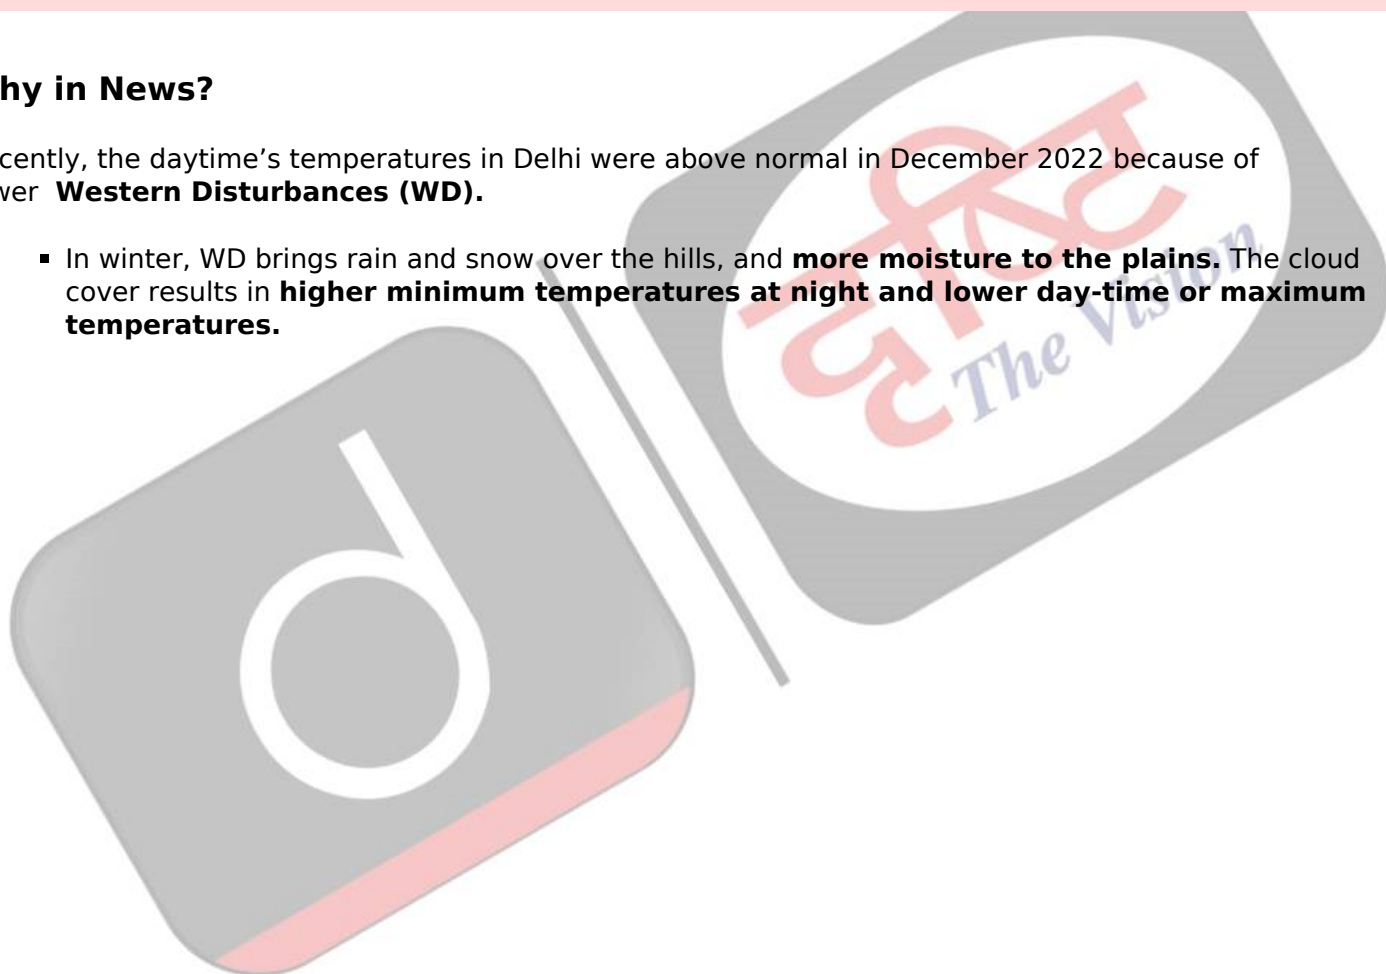 hy in News?
cently, the daytime's temperatures in Delhi were above normal in December 2022 because of
wer Western Disturbances (WD).
▪ In winter, WD brings rain and snow over the hills, and more moisture to the plains. The cloud
cover results in higher minimum temperatures at night and lower day-time or maximum
temperatures.
दृष्टि
The Vision
d